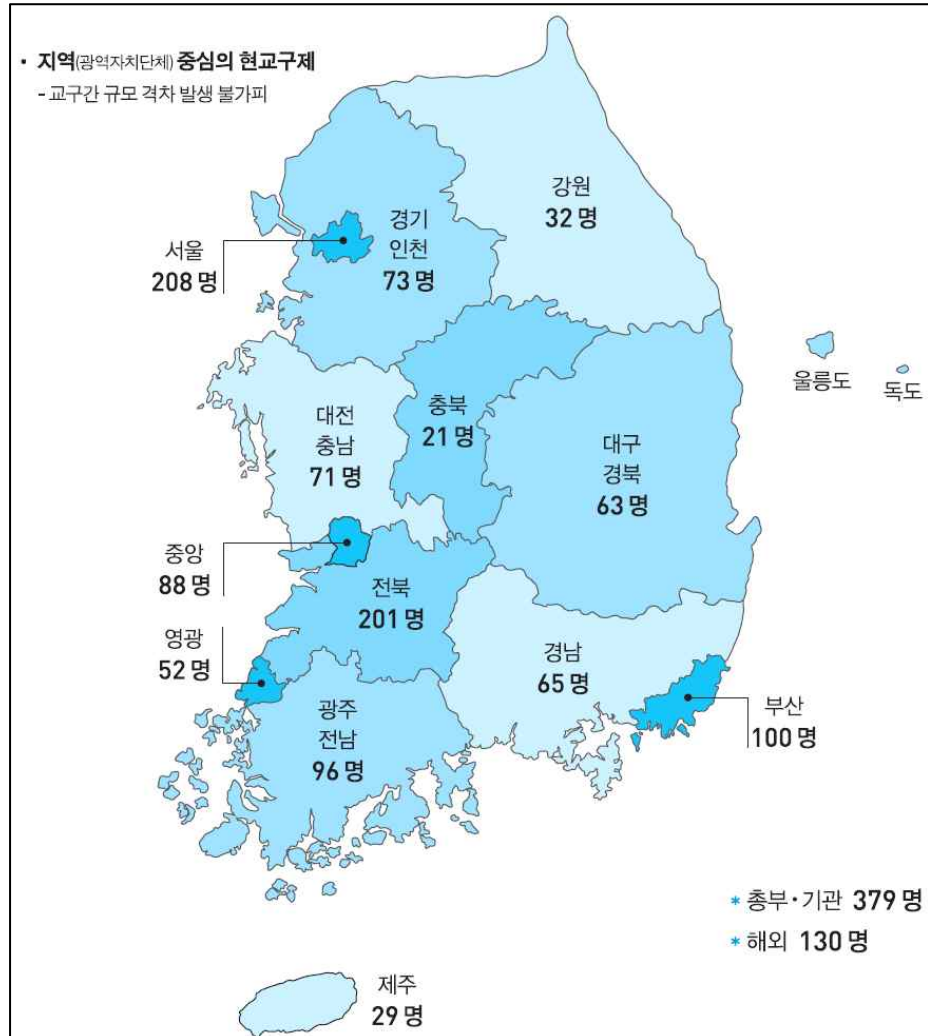 • 지역(광역자치단체) 중심의 현교구제
- 교구간 규모 격차 발생 불가피
강원
32 명
경기
인천
73 명
서울
208 명
울릉도
독도
충북
21 명
대전
충남
71 명
대구
경북
63 명
중앙
88 명
전북
201 명
영광
52 명
경남
65 명
부산
100 명
광주
전남
96 명
* 총부·기관 379 명
* 해외 130 명
제주
29 명